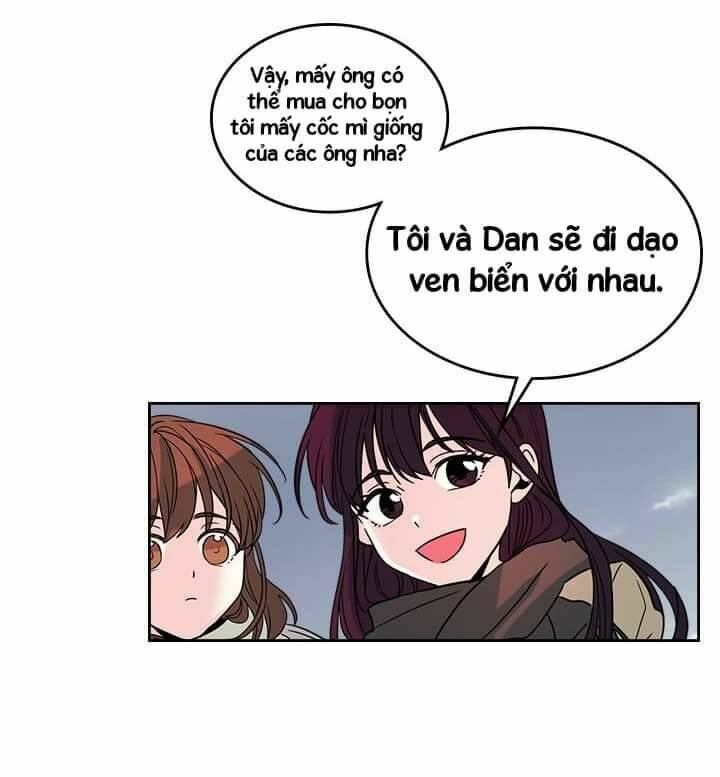 Vậy, mấy ông có
thể mua cho bọn
tôi mấy cốc mì giống
của các ông nha?
Tôi và Dan sẽ đi dạo
ven biển với nhau.